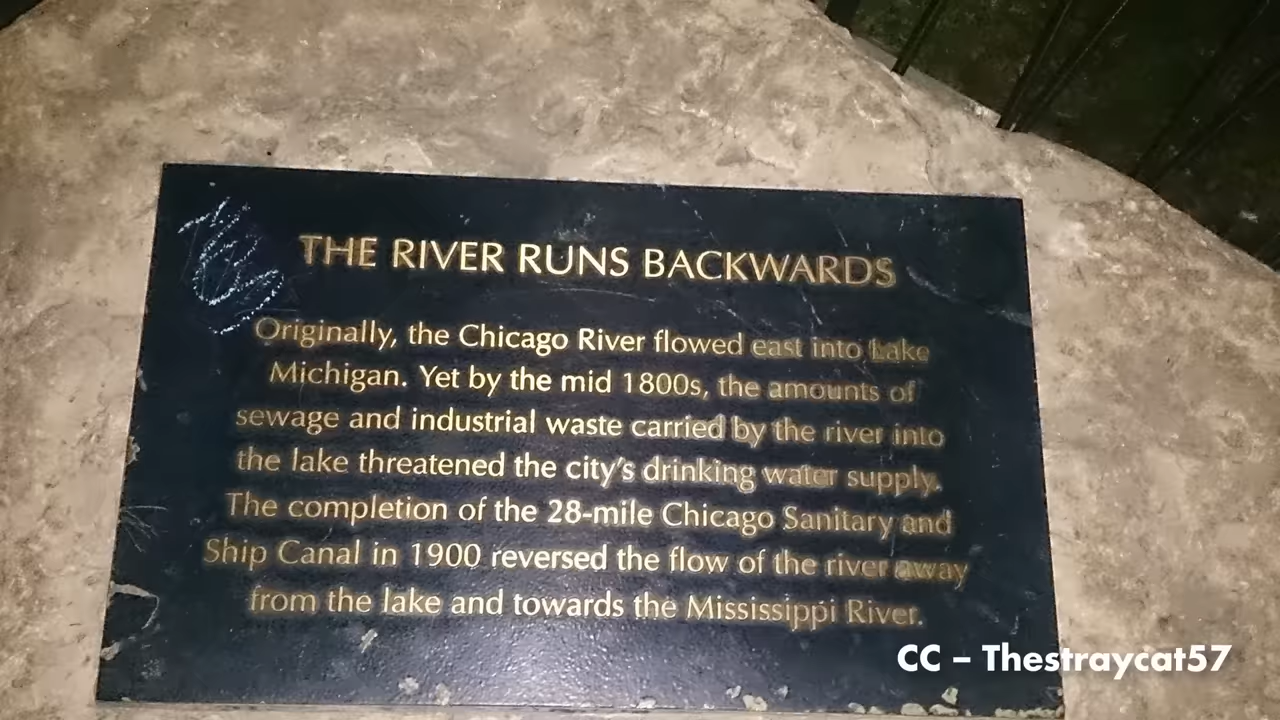 THE RIVER RUNS BACKWARDS
Originally, the Chicago River flowed east into Lake
Michigan. Yet by the mid 1800s, the amounts of
sewage and industrial waste carried by the river into
the lake threatened the city's drinking water supply.
The completion of the 28-mile Chicago Sanitary and
Ship Canal in 1900 reversed the flow of the river away
from the lake and towards the Mississippi River.
CC – Thestraycat57